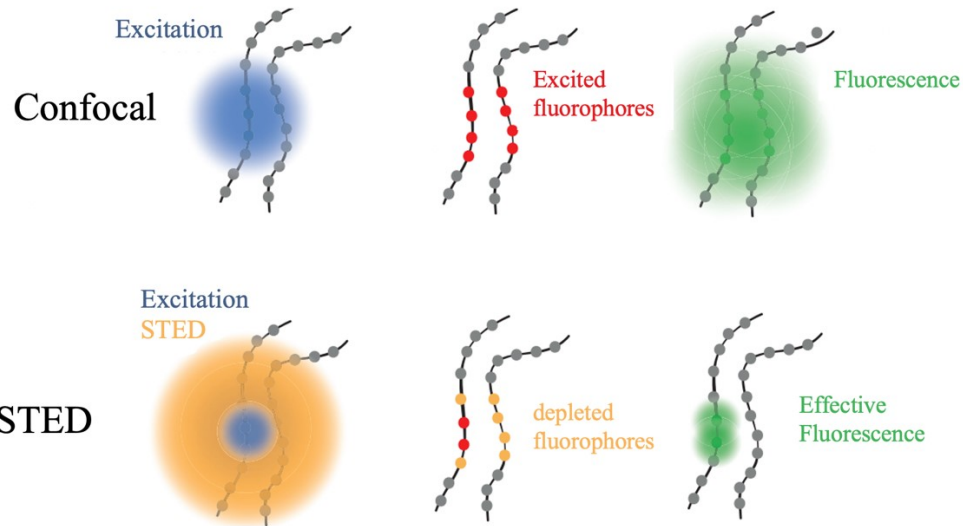 Excitation
Confocal
Excited
fluorophores
Fluorescence
Excitation
STED
STED
depleted
fluorophores
Effective
Fluorescence